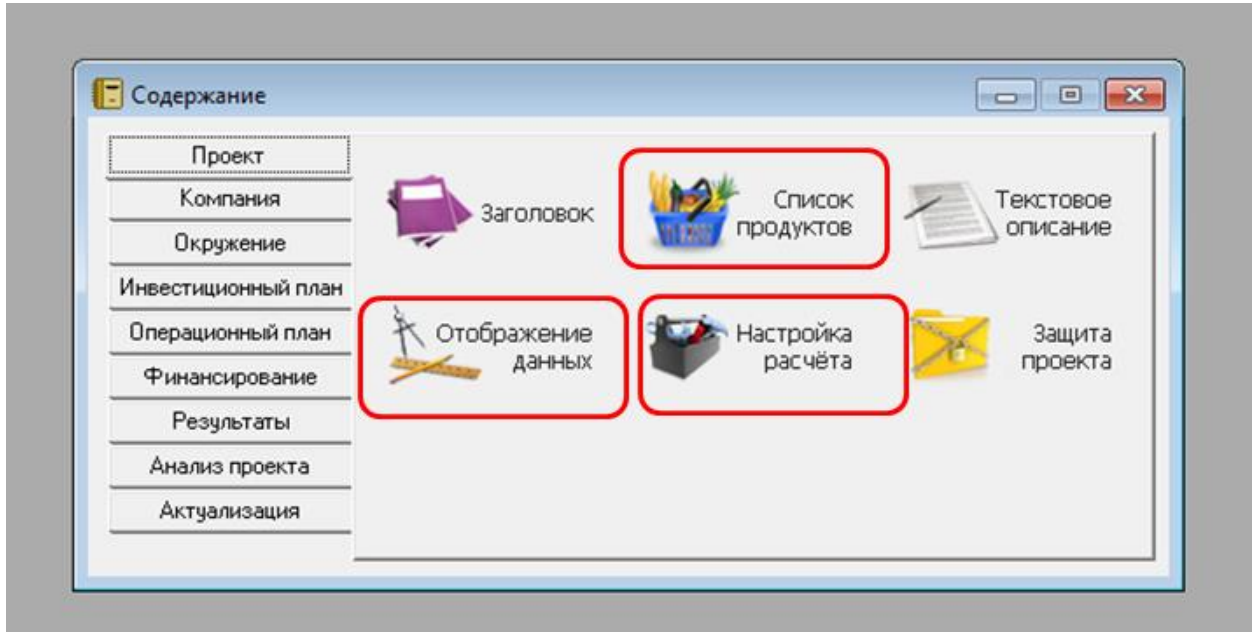 Содержание
Проект
Компания
Окружение
Инвестиционный план
Операционный план
Финансирование
Результаты
Анализ проекта
Актуализация
Заголовок
Список
продуктов
Текстовое
описание
Отображение
данных
Настройка
расчёта
Защита
проекта